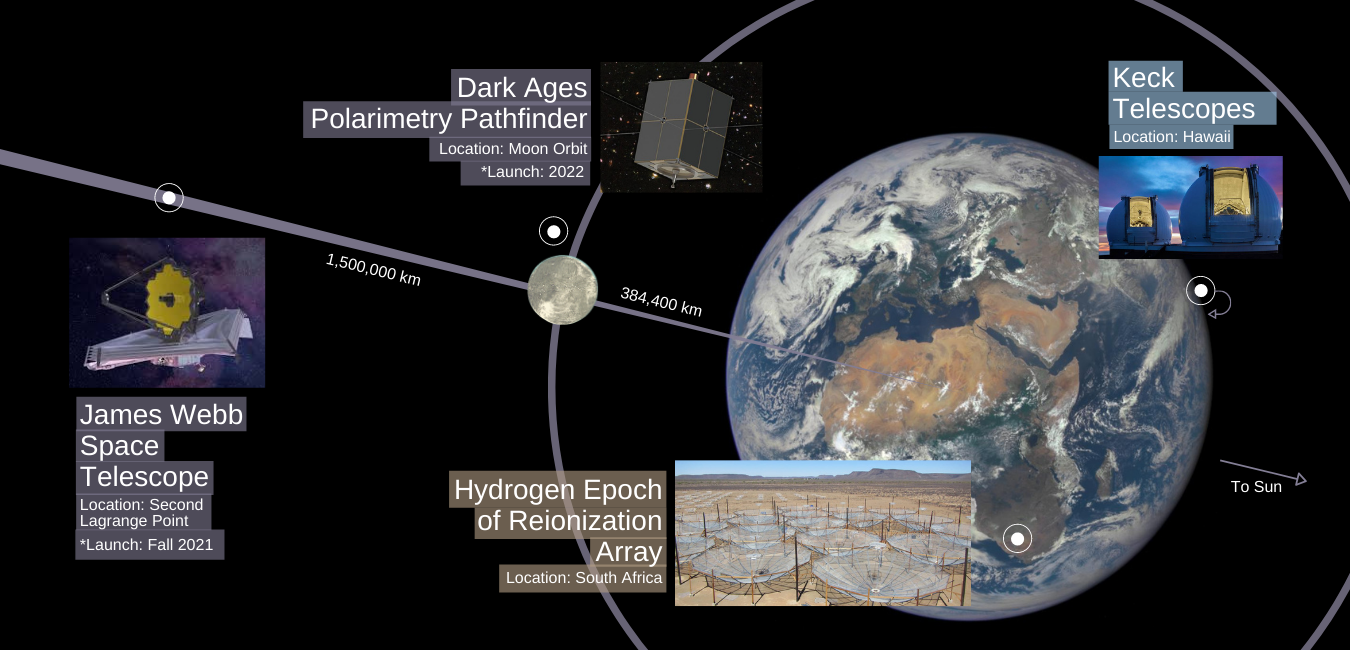 Dark Ages
Polarimetry Pathfinder
Location: Moon Orbit
*Launch: 2022
Keck
Telescopes
Location: Hawaii
1,500,000 km
384,400 km
James Webb
Space
Telescope
Location: Second
Lagrange Point
*Launch: Fall 2021
Hydrogen Epoch
of Reionization
Array
Location: South Africa
To Sun